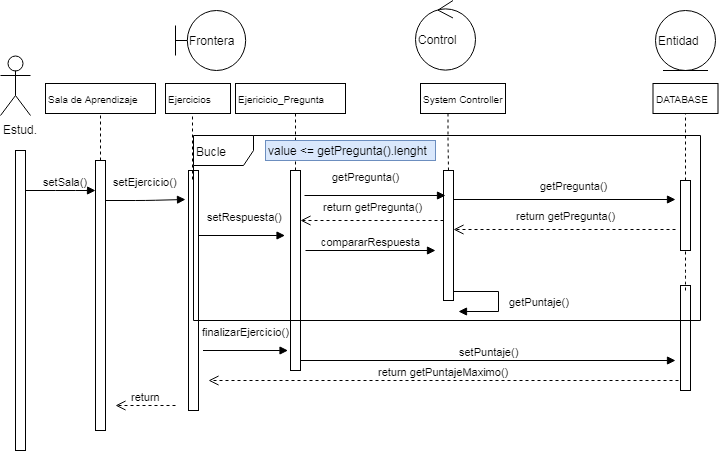 Frontera
Control
Entidad
Estud.
Sala de Aprendizaje
Ejercicios
Ejericicio_Pregunta
System Controller
DATABASE
Bucle
value <= getPregunta().lenght
setSala()
setEjercicio()
getPregunta()
getPregunta()
return getPregunta()
return getPregunta()
setRespuesta()
compararRespuesta
getPuntaje()
finalizarEjercicio()
setPuntaje()
return getPuntajeMaximo()
return